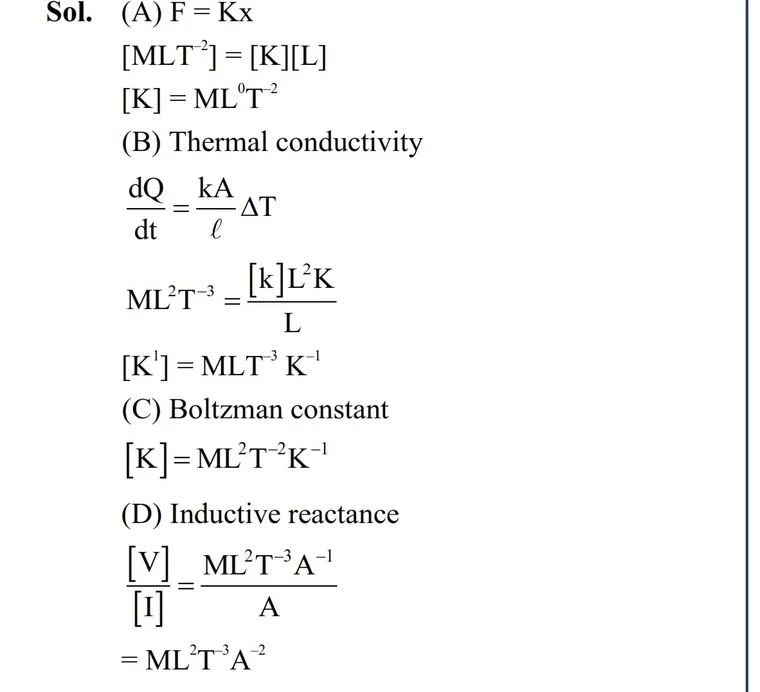 Sol. (A) F = Kx
[MLT⁻²] = [K][L]
[K] = ML⁰T⁻²
(B) Thermal conductivity
dQ/dt = kA/ℓ ΔT
ML²T⁻³ = [k]L²K/L
[K¹] = MLT⁻³ K⁻¹
(C) Boltzman constant
[K] = ML²T⁻²K⁻¹
(D) Inductive reactance
[V]/[I] = ML²T⁻³A⁻¹/A
= ML²T⁻³A⁻²